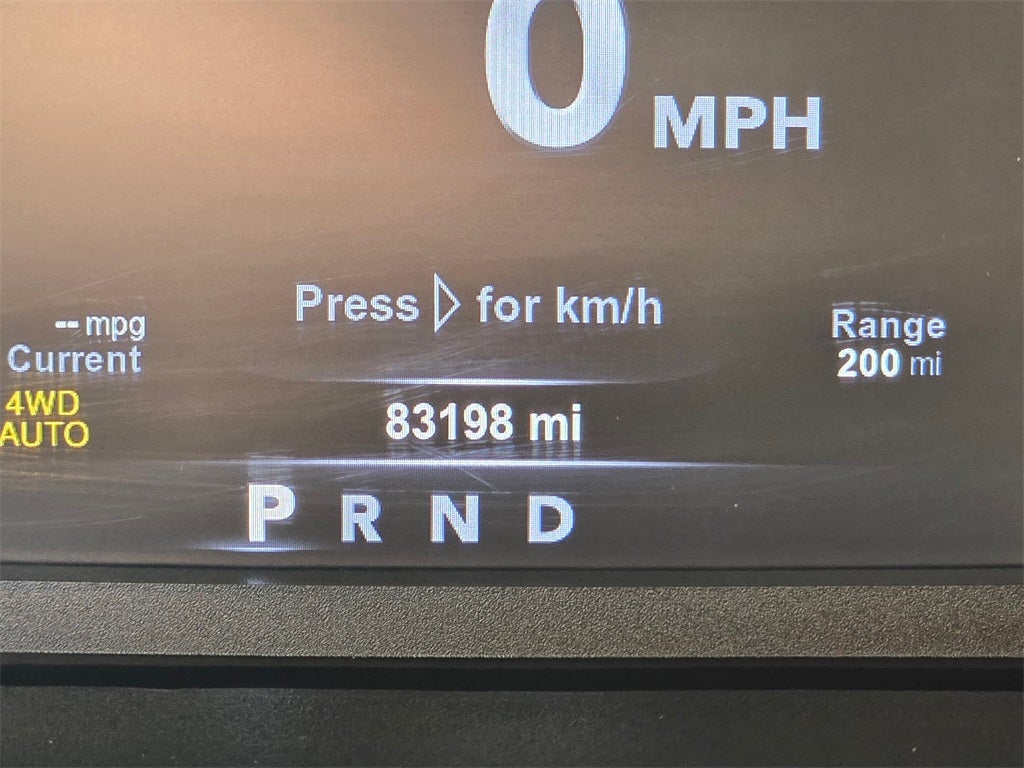 0 MPH
Press ▷ for km/h
-- mpg
Current
Range
200 mi
4WD
AUTO
83198 mi
P R N D